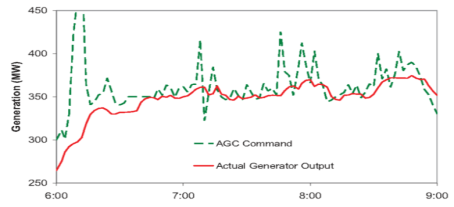 450
400
350
300
250
Generation (MW)
AGC Command
Actual Generator Output
6:00 7:00 8:00 9:00